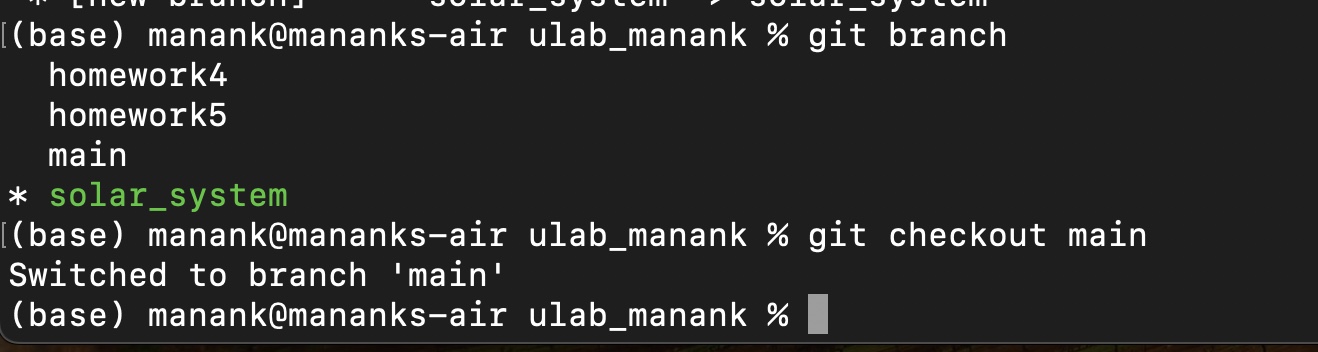 * [new branch] solar_system -> solar_system
[(base) manank@mananks-air ulab_manank % git branch
homework4
homework5
main
* solar_system
[(base) manank@mananks-air ulab_manank % git checkout main
Switched to branch 'main'
(base) manank@mananks-air ulab_manank %